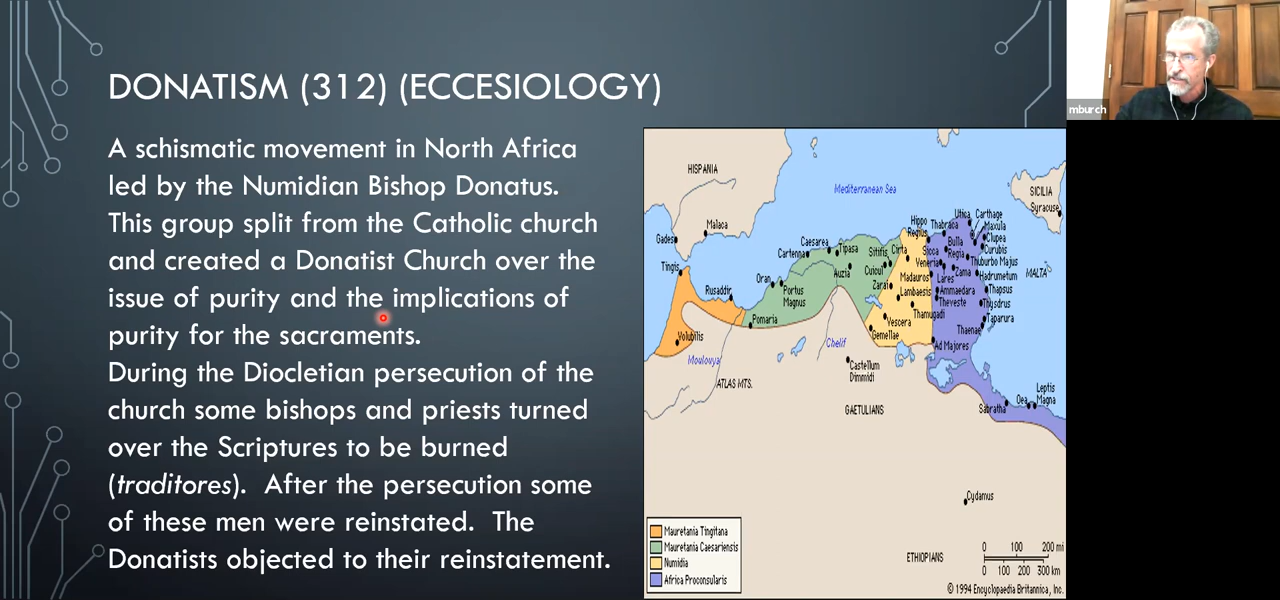 DONATISM (312) (ECCESIOLOGY)
A schismatic movement in North Africa
led by the Numidian Bishop Donatus.
This group split from the Catholic church
and created a Donatist Church over the
issue of purity and the implications of
purity for the sacraments.
During the Diocletian persecution of the
church some bishops and priests turned
over the Scriptures to be burned
(traditores). After the persecution some
of these men were reinstated. The
Donatists objected to their reinstatement.
mburch
HISPANIA
Mediterranean Sea
SICILIA
Syracuse
Gades
Malaca
Tingis
Rusaddir
Volubilis
Moulouya
ATLAS MTS.
Pomaria
Oran
Portus
Magnus
Cartenna
Caesarea
Tipasa
Auzia
Sitifis
Cirta
Cuicul
Zarai
Hippo
Regius
Thabraca
Utica
Carthage
Maxula
Clupea
Curubis
Bulla
Regia
Sicca
Veneria
Thuburbo Majus
Zama
Hadrumetum
MALTA
Madauros
Lares
Ammaedara
Thapsus
Lambaesis
Theveste
Thysdrus
Thamugadi
Taparura
Vescera
Thaenae
Gemellae
Ad Majores
Chelif
Castellum
Dimmidi
GAETULIANS
Sabratha
Oea
Leptis
Magna
Cydamus
ETHIOPIANS
Mauretania Tingitana
Mauretania Caesariensis
Numidia
Africa Proconsularis
0 100 200 mi
0 100 200 300 km
© 1994 Encyclopaedia Britannica, Inc.